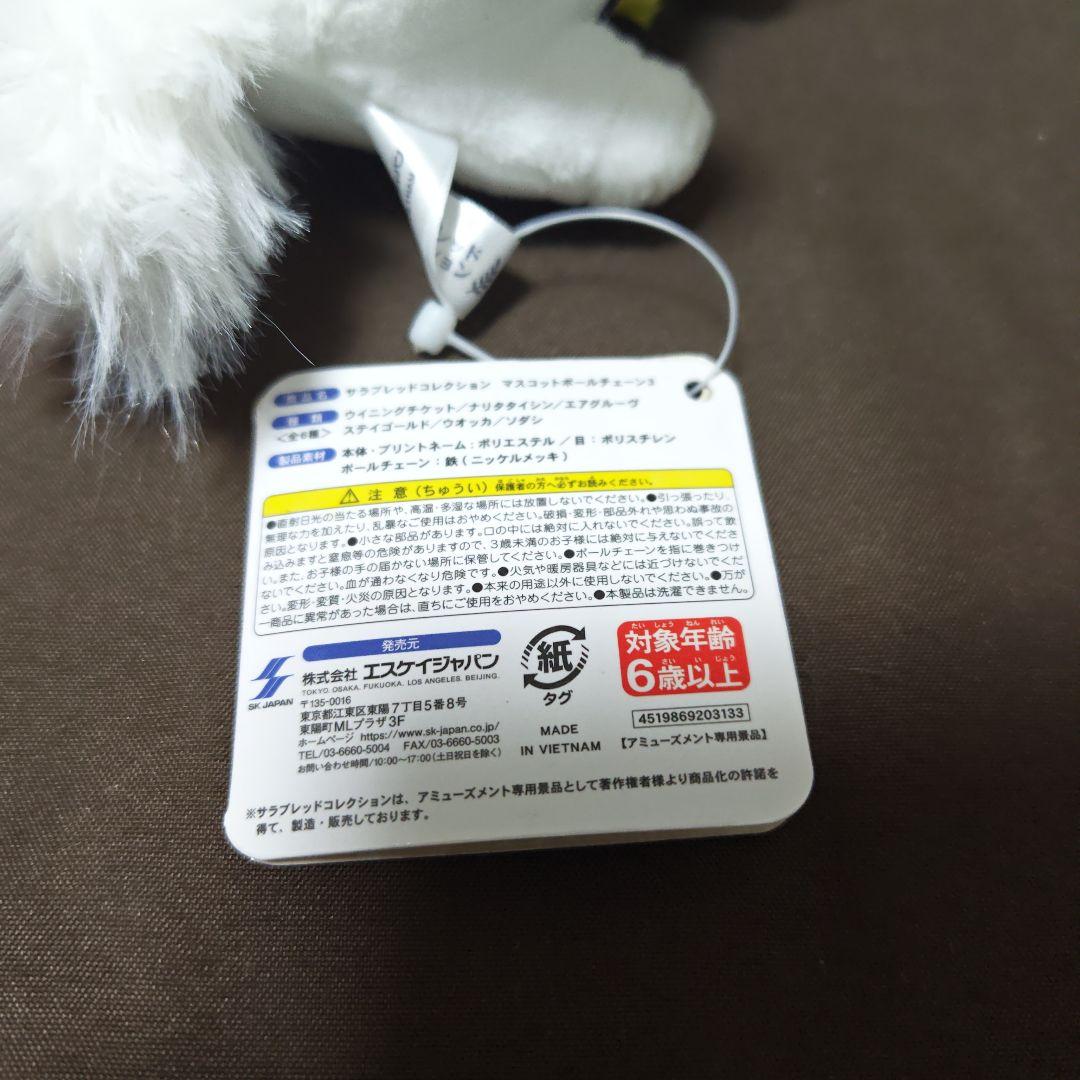 商品名 サラブレッドコレクション マスコットボールチェーン3
種類 ウイニングチケット/ナリタタイシン/エアグルーヴ
<全6種> ステイゴールド/ウオッカ/ソダシ
製品素材 本体・プリントネーム:ポリエステル / 目:ポリスチレン
ボールチェーン:鉄(ニッケルメッキ)
注意(ちゅうい)保護者の方へ必ずお読みください。
●直射日光の当たる場所や、高温・多湿な場所には放置しないでください。●引っ張ったり、
無理な力を加えたり、乱暴なご使用はおやめください。破損・変形・部品外れや思わぬ事故の
原因となります。●小さな部品があります。口の中には絶対に入れないでください。誤って飲
み込みますと窒息等の危険がありますので、3歳未満のお子様には絶対に与えないでくださ
い。また、お子様の手の届かない場所に保管してください。●ボールチェーンを指に巻きつけ
ないでください。血が通わなくなり危険です。●火気や暖房器具などには近づけないでくだ
さい。変形・変質・火災の原因となります。●本来の用途以外に使用しないでください。●万が
一商品に異常があった場合は、直ちにご使用をおやめください。●本製品は洗濯できません。
発売元
SK JAPAN
株式会社 エスケイジャパン
TOKYO. OSAKA. FUKUOKA. LOS ANGELES. BEIJING.
〒135-0016
東京都江東区東陽7丁目5番8号
東陽町MLプラザ3F
ホームページ https://www.sk-japan.co.jp/
TEL/03-6660-5004 FAX/03-6660-5003
お問い合わせ時間/10:00~17:00(土日祝日を除く)
紙
タグ
MADE
IN VIETNAM
たいしょう ねんれい
対象年齢
さい いじょう
6歳以上
4519869203133
【アミューズメント専用景品】
※サラブレッドコレクションは、アミューズメント専用景品として著作権者様より商品化の許諾を
得て、製造・販売しております。